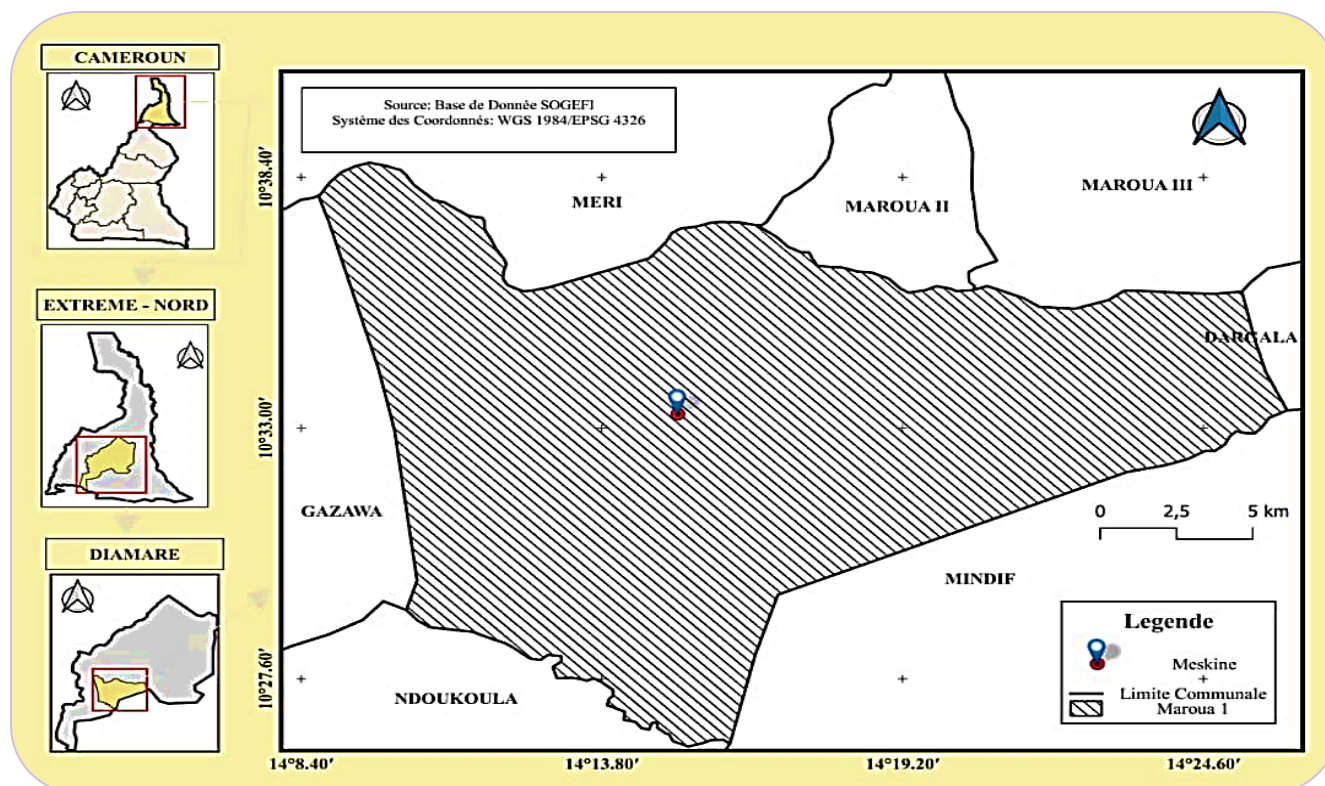 CAMEROUN
EXTREME - NORD
DIAMARE
Source: Base de Donnée SOGEFI
Système des Coordonnés: WGS 1984/EPSG 4326
MERI
MAROUA II
MAROUA III
DARGALA
GAZAWA
MINDIF
NDOUKOULA
0 2,5 5 km
Legende
Meskine
Limite Communale
Maroua 1
10°38.40'
10°33.00'
10°27.60'
14°8.40' 14°13.80' 14°19.20' 14°24.60'